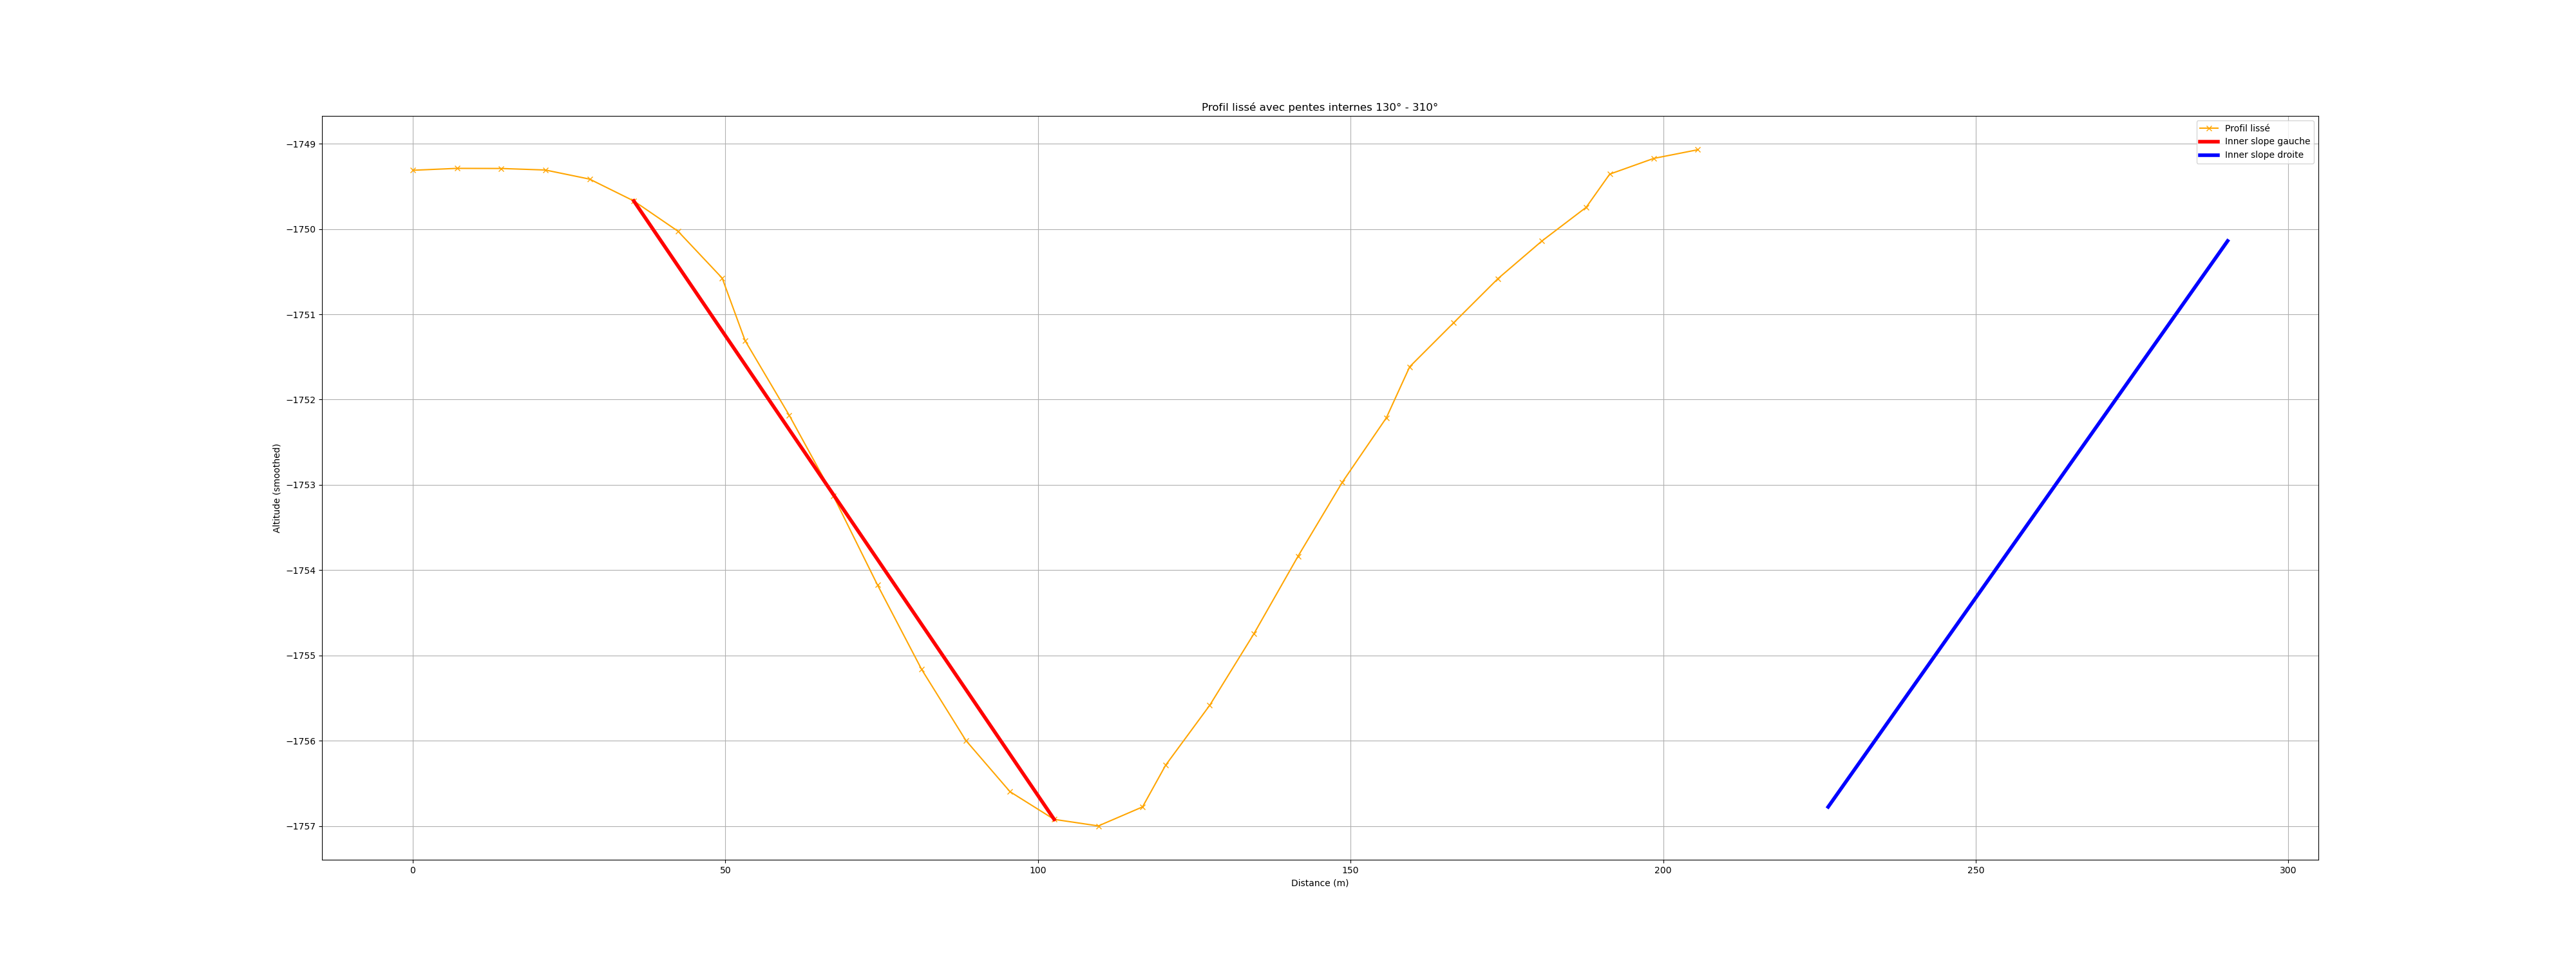 Profil lissé avec pentes internes 130° - 310°
Profil lissé
Inner slope gauche
Inner slope droite
−1749
−1750
−1751
−1752
−1753
−1754
−1755
−1756
−1757
Altitude (smoothed)
0 50 100 150 200 250 300
Distance (m)